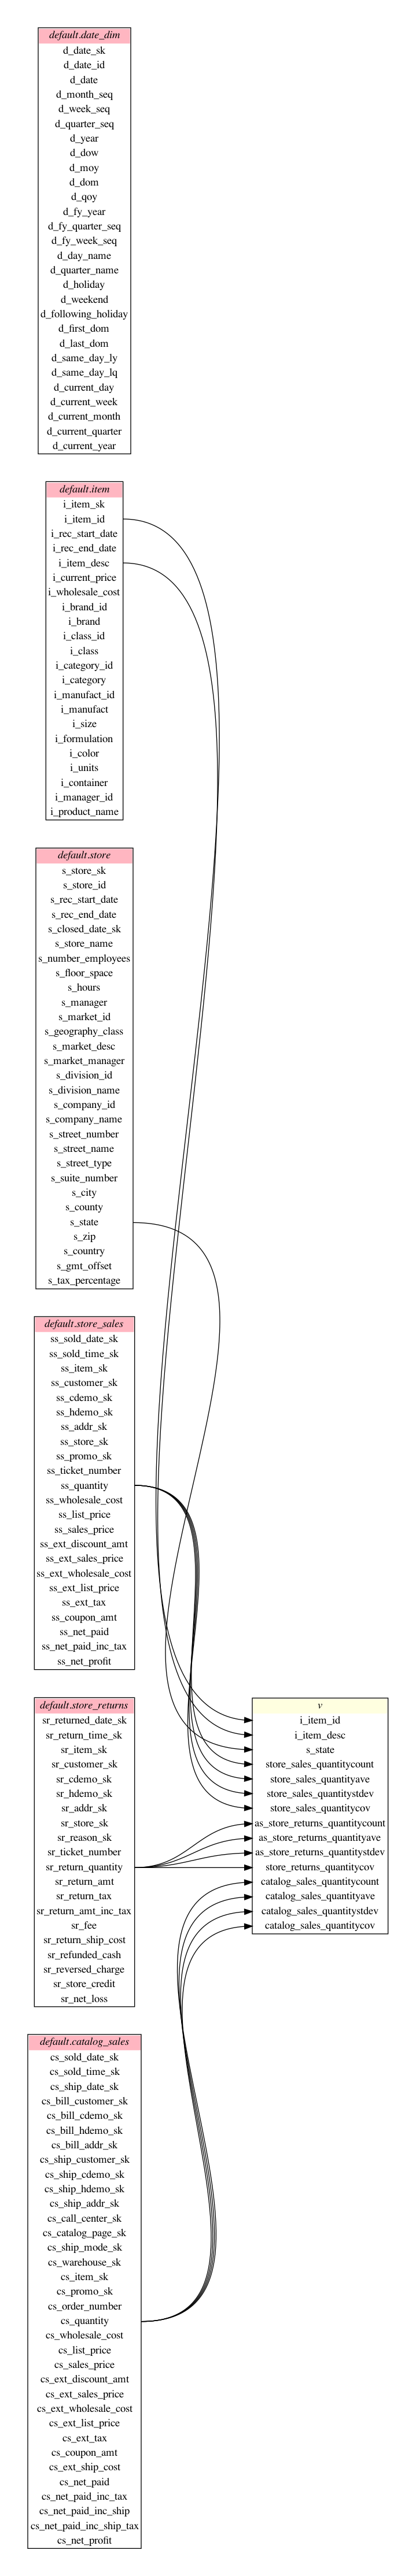 default.date_dim
d_date_sk
d_date_id
d_date
d_month_seq
d_week_seq
d_quarter_seq
d_year
d_dow
d_moy
d_dom
d_qoy
d_fy_year
d_fy_quarter_seq
d_fy_week_seq
d_day_name
d_quarter_name
d_holiday
d_weekend
d_following_holiday
d_first_dom
d_last_dom
d_same_day_ly
d_same_day_lq
d_current_day
d_current_week
d_current_month
d_current_quarter
d_current_year
default.item
i_item_sk
i_item_id
i_rec_start_date
i_rec_end_date
i_item_desc
i_current_price
i_wholesale_cost
i_brand_id
i_brand
i_class_id
i_class
i_category_id
i_category
i_manufact_id
i_manufact
i_size
i_formulation
i_color
i_units
i_container
i_manager_id
i_product_name
default.store
s_store_sk
s_store_id
s_rec_start_date
s_rec_end_date
s_closed_date_sk
s_store_name
s_number_employees
s_floor_space
s_hours
s_manager
s_market_id
s_geography_class
s_market_desc
s_market_manager
s_division_id
s_division_name
s_company_id
s_company_name
s_street_number
s_street_name
s_street_type
s_suite_number
s_city
s_county
s_state
s_zip
s_country
s_gmt_offset
s_tax_percentage
default.store_sales
ss_sold_date_sk
ss_sold_time_sk
ss_item_sk
ss_customer_sk
ss_cdemo_sk
ss_hdemo_sk
ss_addr_sk
ss_store_sk
ss_promo_sk
ss_ticket_number
ss_quantity
ss_wholesale_cost
ss_list_price
ss_sales_price
ss_ext_discount_amt
ss_ext_sales_price
ss_ext_wholesale_cost
ss_ext_list_price
ss_ext_tax
ss_coupon_amt
ss_net_paid
ss_net_paid_inc_tax
ss_net_profit
default.store_returns
sr_returned_date_sk
sr_return_time_sk
sr_item_sk
sr_customer_sk
sr_cdemo_sk
sr_hdemo_sk
sr_addr_sk
sr_store_sk
sr_reason_sk
sr_ticket_number
sr_return_quantity
sr_return_amt
sr_return_tax
sr_return_amt_inc_tax
sr_fee
sr_return_ship_cost
sr_refunded_cash
sr_reversed_charge
sr_store_credit
sr_net_loss
v
i_item_id
i_item_desc
s_state
store_sales_quantitycount
store_sales_quantityave
store_sales_quantitystdev
store_sales_quantitycov
as_store_returns_quantitycount
as_store_returns_quantityave
as_store_returns_quantitystdev
store_returns_quantitycov
catalog_sales_quantitycount
catalog_sales_quantityave
catalog_sales_quantitystdev
catalog_sales_quantitycov
default.catalog_sales
cs_sold_date_sk
cs_sold_time_sk
cs_ship_date_sk
cs_bill_customer_sk
cs_bill_cdemo_sk
cs_bill_hdemo_sk
cs_bill_addr_sk
cs_ship_customer_sk
cs_ship_cdemo_sk
cs_ship_hdemo_sk
cs_ship_addr_sk
cs_call_center_sk
cs_catalog_page_sk
cs_ship_mode_sk
cs_warehouse_sk
cs_item_sk
cs_promo_sk
cs_order_number
cs_quantity
cs_wholesale_cost
cs_list_price
cs_sales_price
cs_ext_discount_amt
cs_ext_sales_price
cs_ext_wholesale_cost
cs_ext_list_price
cs_ext_tax
cs_coupon_amt
cs_ext_ship_cost
cs_net_paid
cs_net_paid_inc_tax
cs_net_paid_inc_ship
cs_net_paid_inc_ship_tax
cs_net_profit